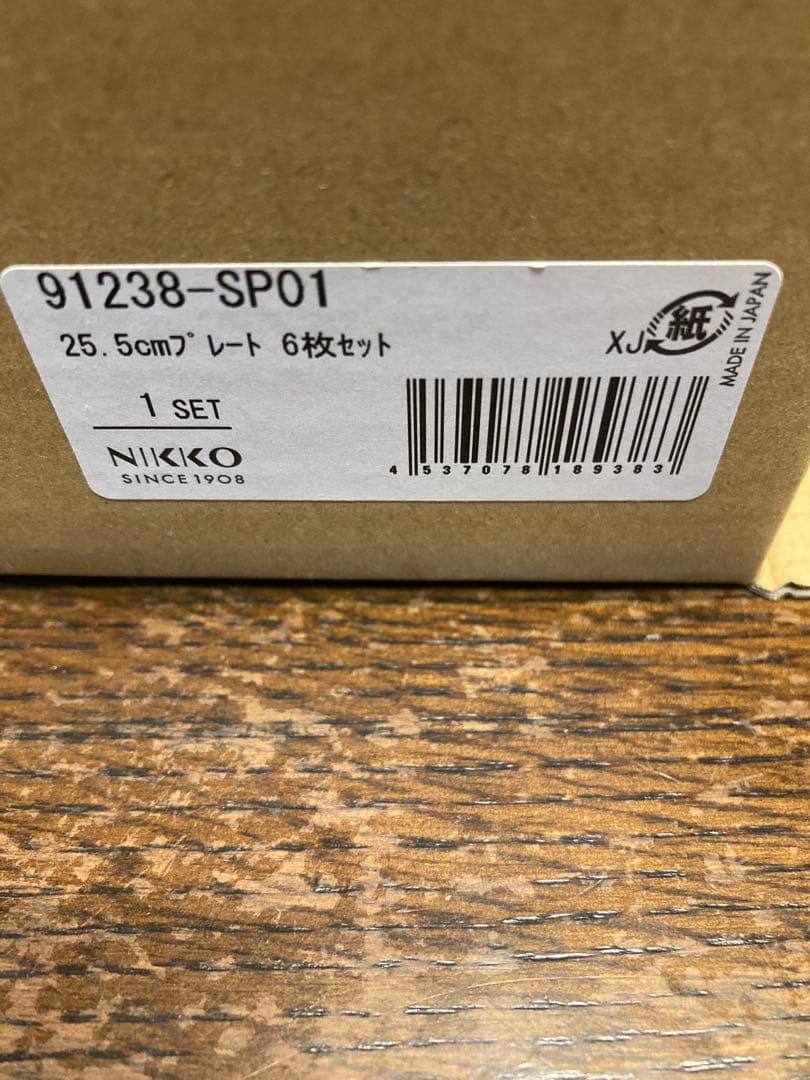 91238-SP01
25.5cmプレート 6枚セット
1 SET
NIKKO
SINCE 1908
XJ
紙
MADE IN JAPAN
4 537078 189383